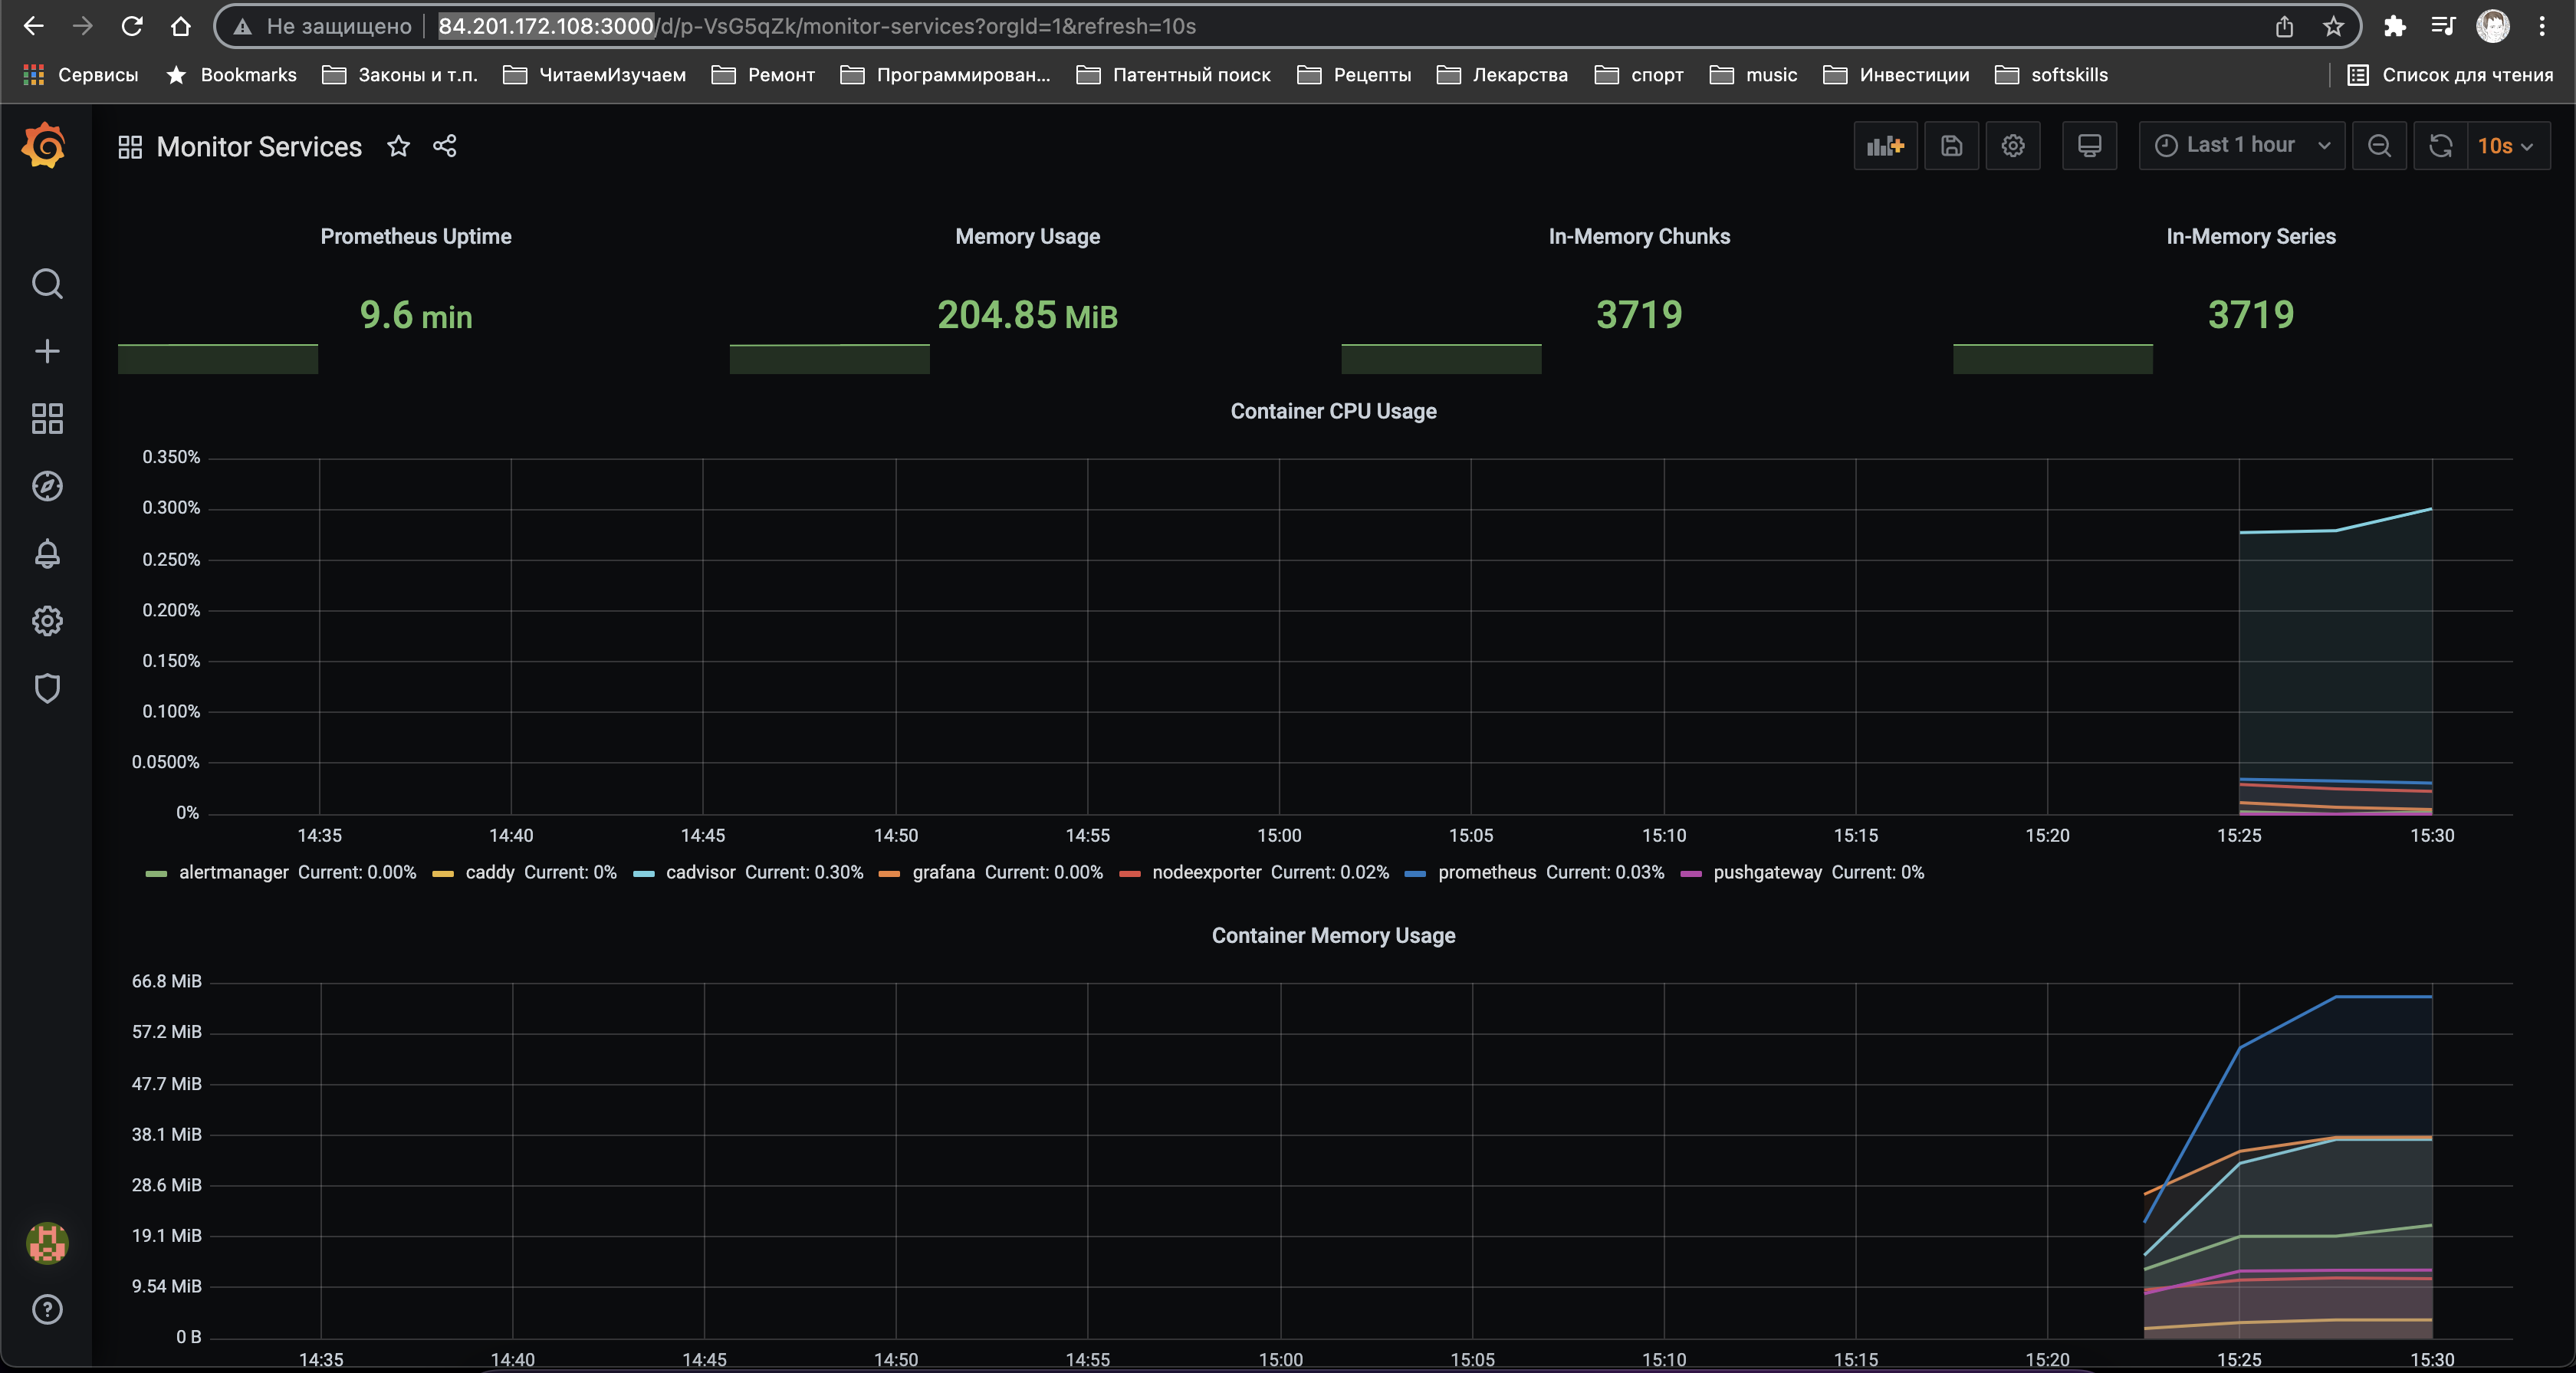 Не защищено 84.201.172.108:3000/d/p-VsG5qZk/monitor-services?orgId=1&refresh=10s
Сервисы Bookmarks Законы и т.п. ЧитаемИзучаем Ремонт Программирован... Патентный поиск Рецепты Лекарства спорт music Инвестиции softskills Список для чтения
Monitor Services Last 1 hour 10s
Prometheus Uptime Memory Usage In-Memory Chunks In-Memory Series
9.6 min 204.85 MiB 3719 3719
Container CPU Usage
0.350%
0.300%
0.250%
0.200%
0.150%
0.100%
0.0500%
0%
14:35 14:40 14:45 14:50 14:55 15:00 15:05 15:10 15:15 15:20 15:25 15:30
alertmanager Current: 0.00% caddy Current: 0% cadvisor Current: 0.30% grafana Current: 0.00% nodeexporter Current: 0.02% prometheus Current: 0.03% pushgateway Current: 0%
Container Memory Usage
66.8 MiB
57.2 MiB
47.7 MiB
38.1 MiB
28.6 MiB
19.1 MiB
9.54 MiB
0 B
14:35 14:40 14:45 14:50 14:55 15:00 15:05 15:10 15:15 15:20 15:25 15:30